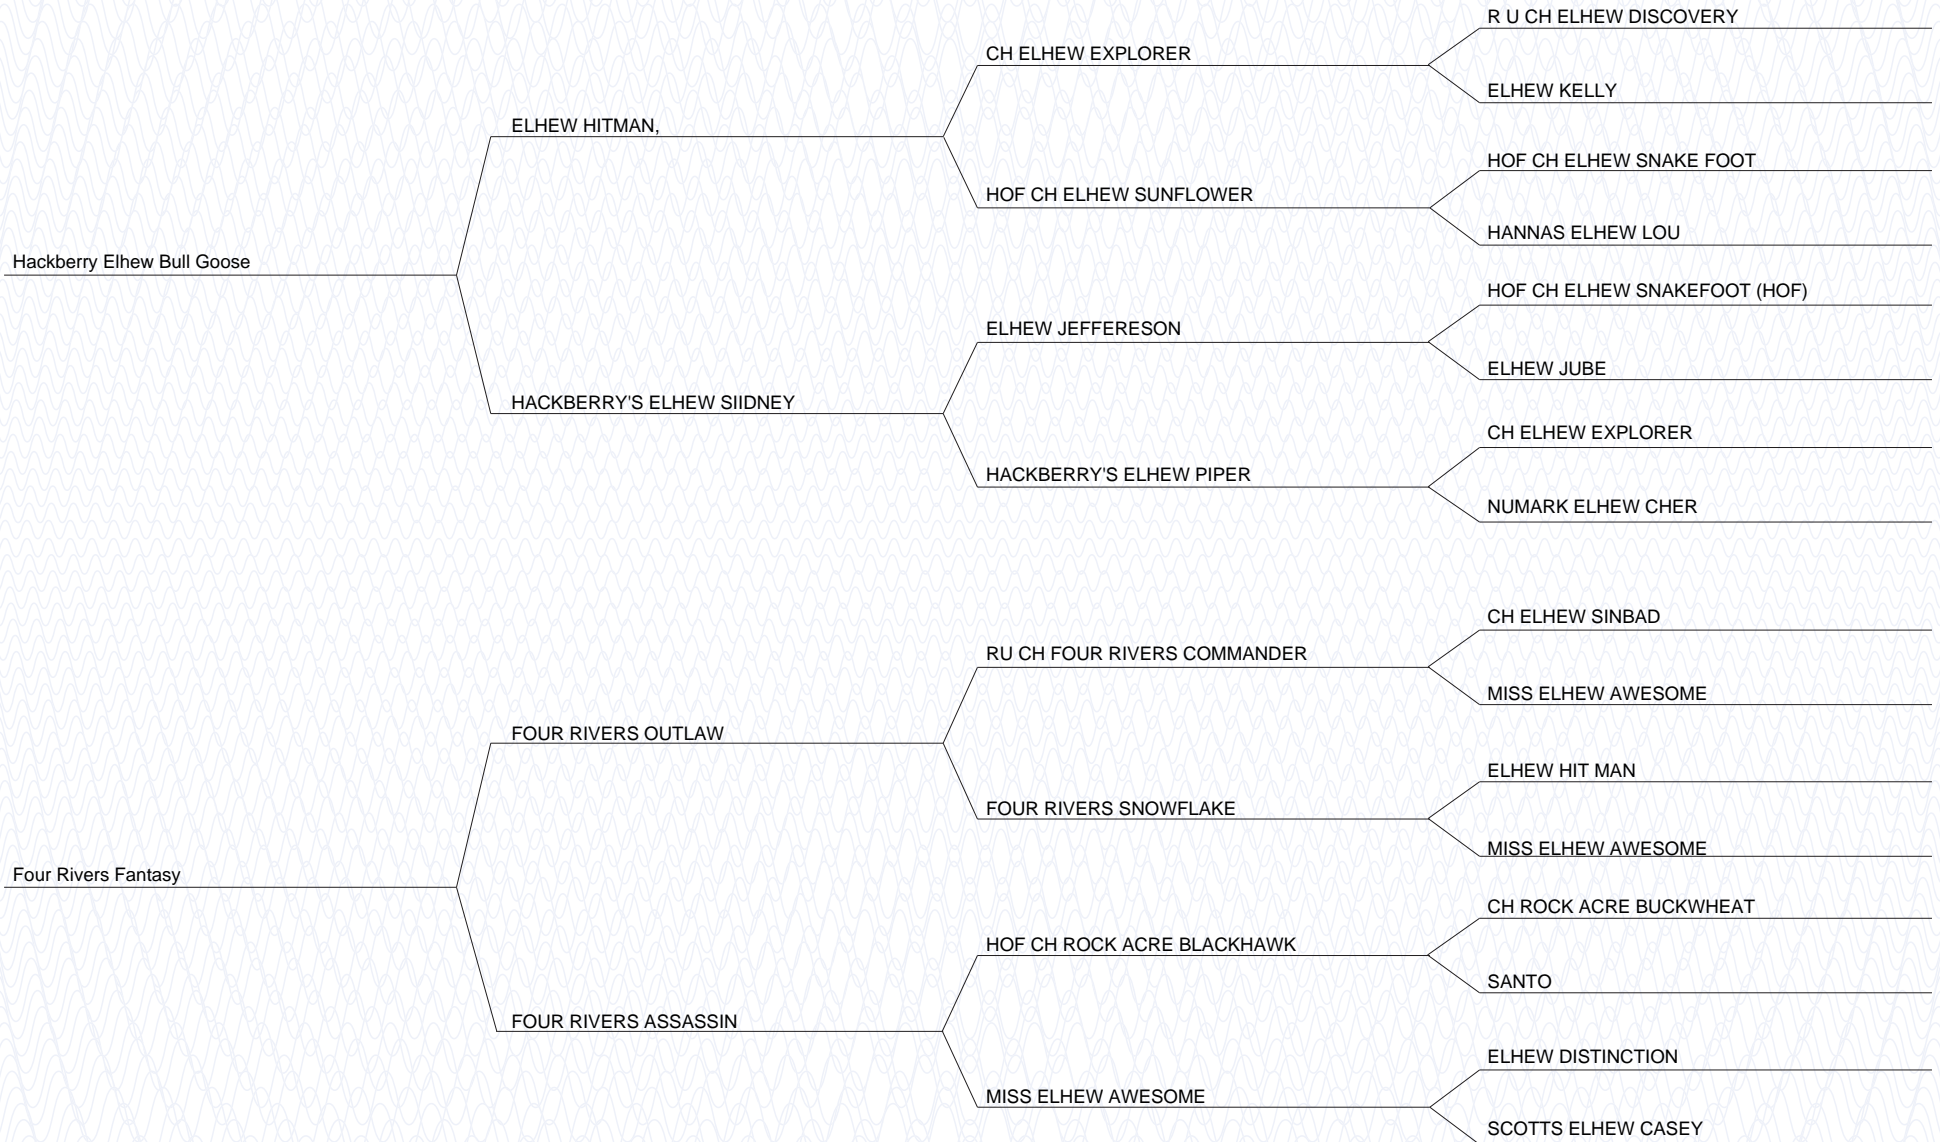 R U CH ELHEW DISCOVERY
CH ELHEW EXPLORER
ELHEW KELLY
ELHEW HITMAN,
HOF CH ELHEW SNAKE FOOT
HOF CH ELHEW SUNFLOWER
HANNAS ELHEW LOU
Hackberry Elhew Bull Goose
HOF CH ELHEW SNAKEFOOT (HOF)
ELHEW JEFFERESON
ELHEW JUBE
HACKBERRY'S ELHEW SIIDNEY
CH ELHEW EXPLORER
HACKBERRY'S ELHEW PIPER
NUMARK ELHEW CHER
CH ELHEW SINBAD
RU CH FOUR RIVERS COMMANDER
MISS ELHEW AWESOME
FOUR RIVERS OUTLAW
ELHEW HIT MAN
FOUR RIVERS SNOWFLAKE
MISS ELHEW AWESOME
Four Rivers Fantasy
CH ROCK ACRE BUCKWHEAT
HOF CH ROCK ACRE BLACKHAWK
SANTO
FOUR RIVERS ASSASSIN
ELHEW DISTINCTION
MISS ELHEW AWESOME
SCOTTS ELHEW CASEY